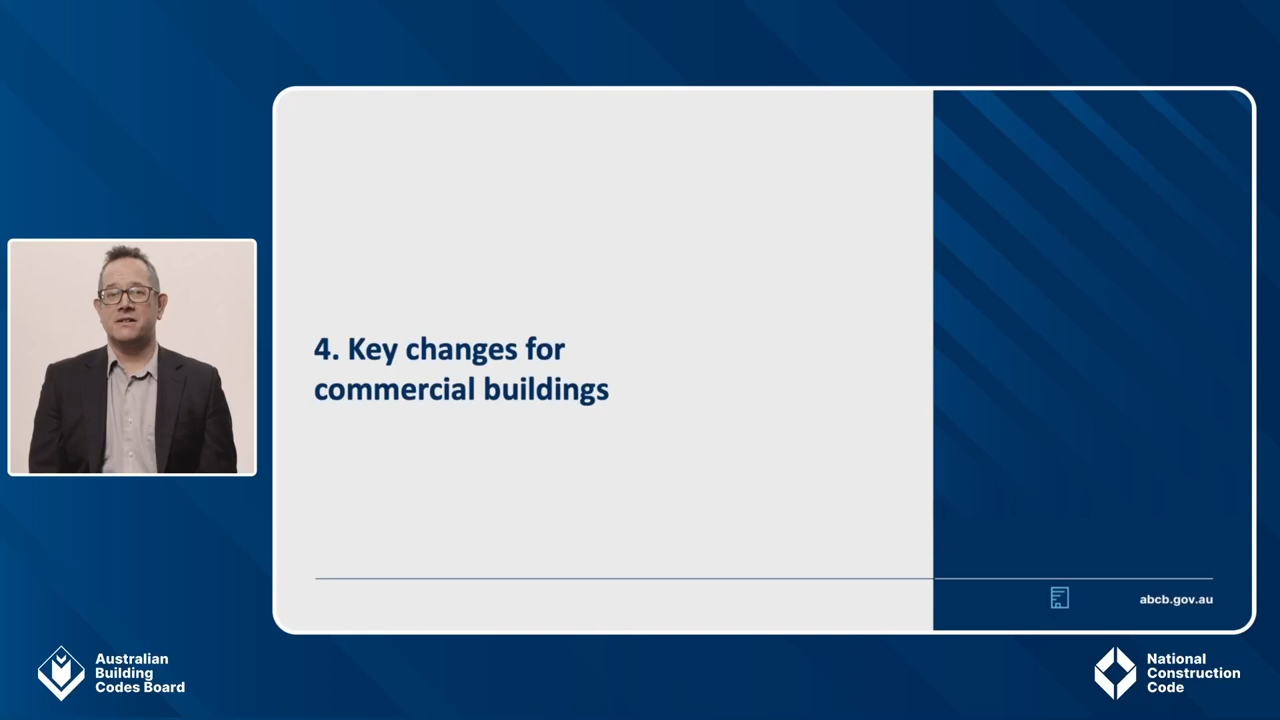 4. Key changes for
commercial buildings
abcb.gov.au
Australian
Building
Codes Board
National
Construction
Code